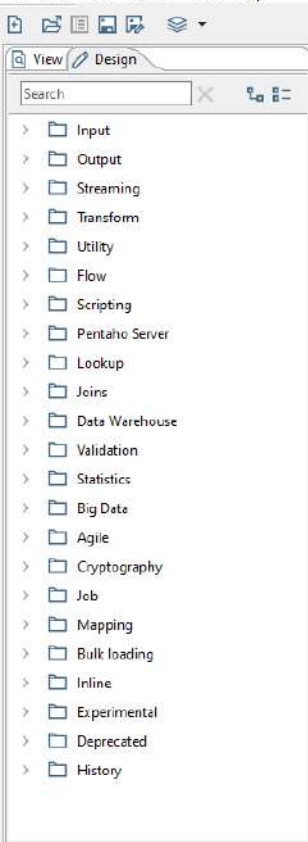 View Design
Search
Input
Output
Streaming
Transform
Utility
Flow
Scripting
Pentaho Server
Lookup
Joins
Data Warehouse
Validation
Statistics
Big Data
Agile
Cryptography
Job
Mapping
Bulk loading
Inline
Experimental
Deprecated
History